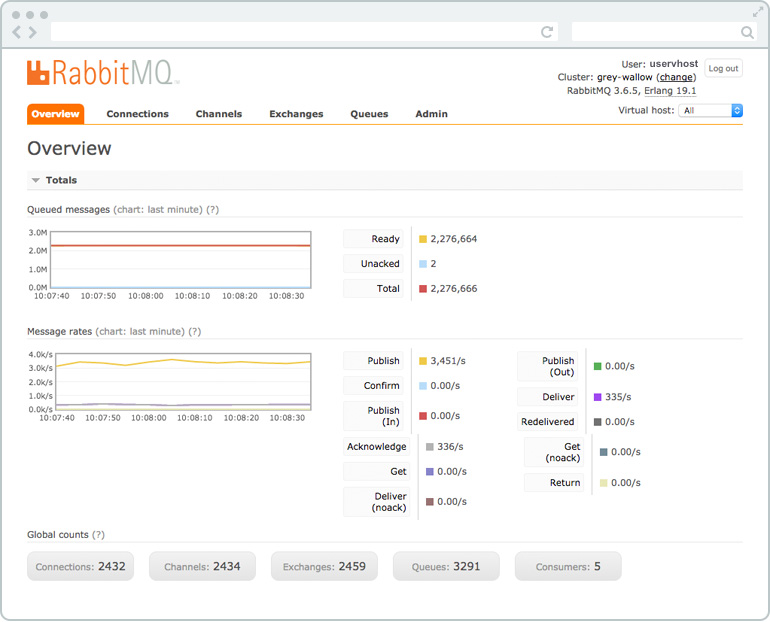 RabbitMQ
User: uservhost
Log out
Cluster: grey-wallow (change)
RabbitMQ 3.6.5, Erlang 19.1
Overview Connections Channels Exchanges Queues Admin
Virtual host: All
Overview
Totals
Queued messages (chart: last minute) (?)
3.0M
2.0M
1.0M
0.0M
10:07:40 10:07:50 10:08:00 10:08:10 10:08:20 10:08:30
Ready 2,276,664
Unacked 2
Total 2,276,666
Message rates (chart: last minute) (?)
4.0k/s
3.0k/s
2.0k/s
1.0k/s
0.0k/s
10:07:40 10:07:50 10:08:00 10:08:10 10:08:20 10:08:30
Publish 3,451/s
Confirm 0.00/s
Publish
(In) 0.00/s
Acknowledge 336/s
Get 0.00/s
Deliver
(noack) 0.00/s
Publish
(Out) 0.00/s
Deliver 335/s
Redelivered 0.00/s
Get
(noack) 0.00/s
Return 0.00/s
Global counts (?)
Connections: 2432 Channels: 2434 Exchanges: 2459 Queues: 3291 Consumers: 5